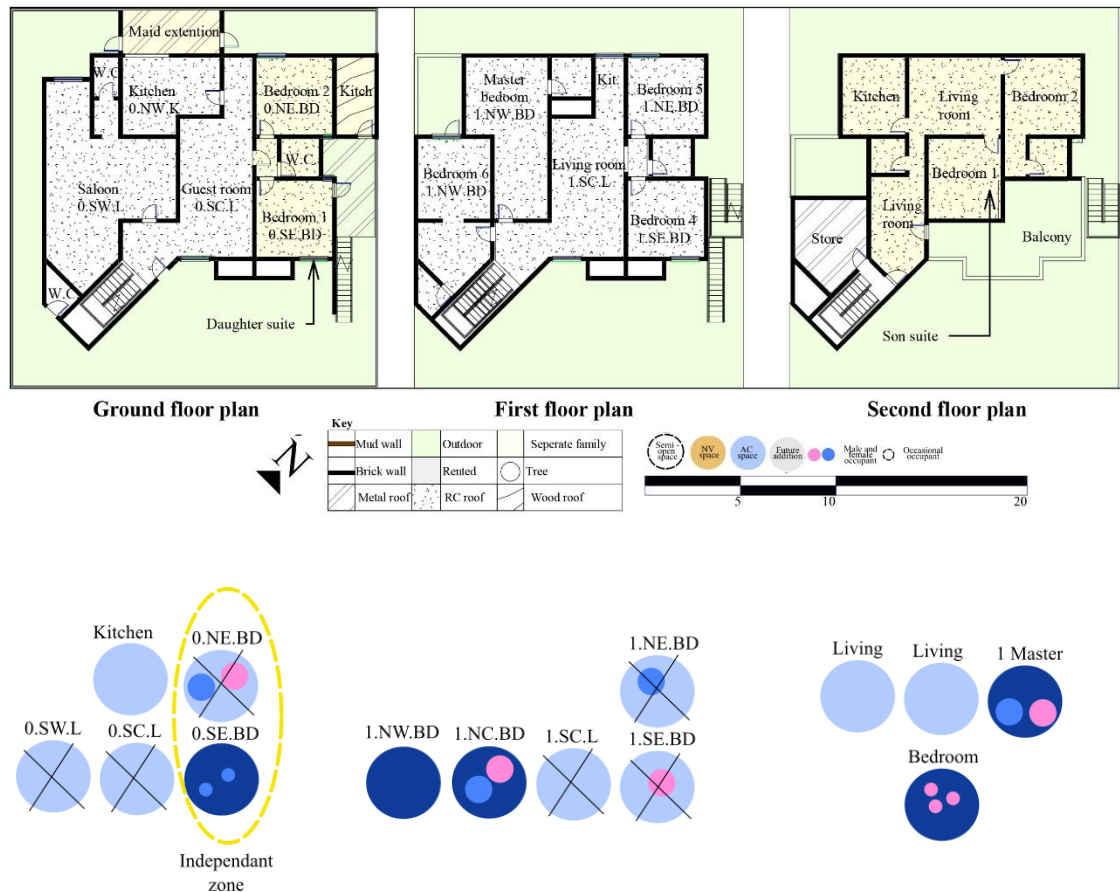 Maid extention
W.C
Kitchen
0.NW.K
Bedroom 2
0.NE.BD
Kitch
W.C.
Saloon
0.SW.L
Guest room
0.SC.L
Bedroom 1
0.SE.BD
W.C
Daughter suite
Master
bedoom
1.NW.BD
Kit.
Bedroom 5
1.NE.BD
Bedroom 6
1.NW.BD
Living room
1.SC.L
Bedroom 4
1.SE.BD
Kitchen
Living
room
Bedroom 2
Bedroom 1
Living
room
Store
Balcony
Son suite
Ground floor plan
First floor plan
Second floor plan
N
Key
Mud wall
Outdoor
Seperate family
Brick wall
Rented
Tree
Metal roof
RC roof
Wood roof
Semi -
open
space
NV
space
AC
space
Future
addition
Male and
female
occupant
Occasional
occupant
5
10
20
Kitchen
0.NE.BD
0.SW.L
0.SC.L
0.SE.BD
Independant
zone
1.NE.BD
1.NW.BD
1.NC.BD
1.SC.L
1.SE.BD
Living
Living
1 Master
Bedroom